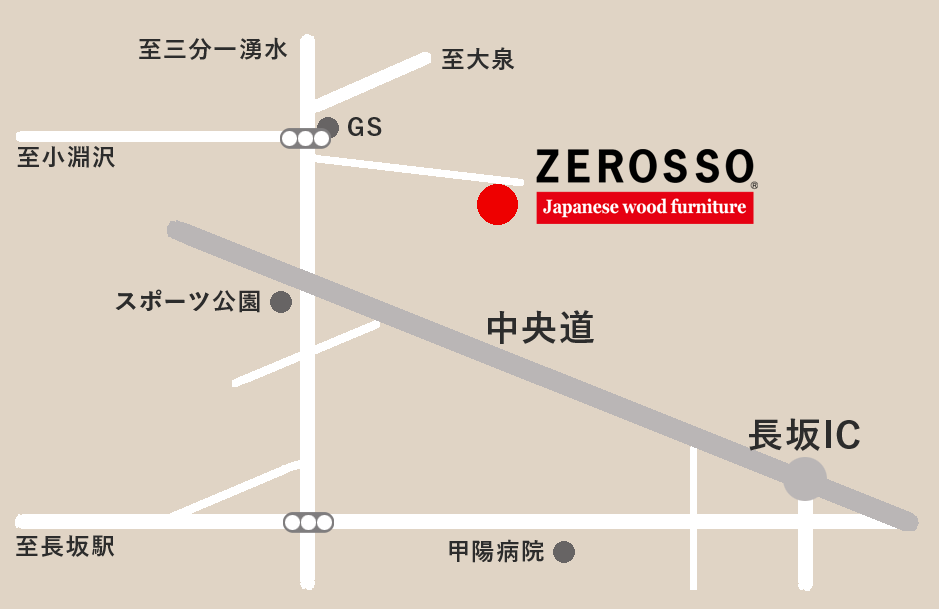 至三分一湧水
至大泉
GS
至小淵沢
ZEROSSO®
Japanese wood furniture
スポーツ公園
中央道
長坂IC
至長坂駅
甲陽病院